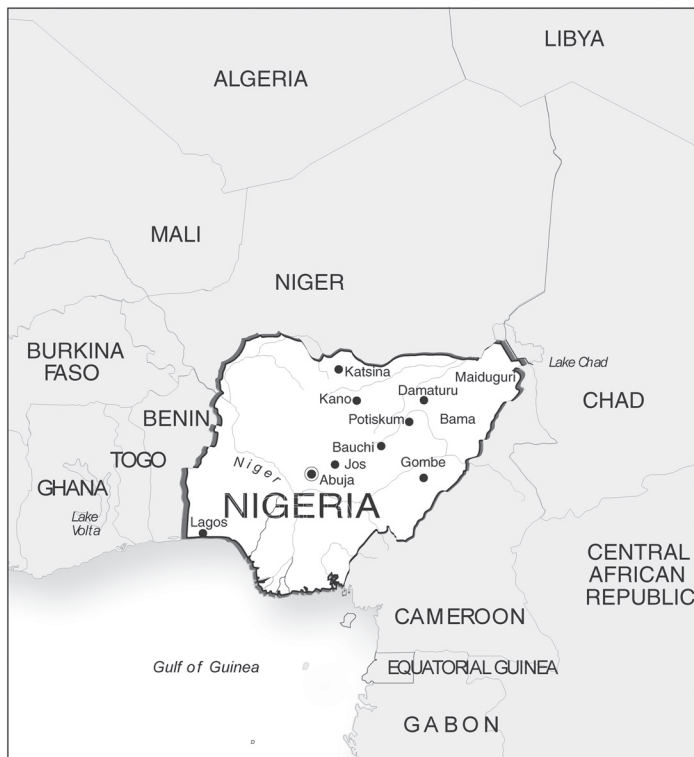 LIBYA
ALGERIA
MALI
NIGER
BURKINA
FASO
Lake Chad
Katsina
Maiduguri
Damaturu
Kano
CHAD
BENIN
Potiskum
Bama
Bauchi
TOGO
Niger
Jos
Gombe
GHANA
Abuja
NIGERIA
Lake
Volta
Lagos
CENTRAL
AFRICAN
REPUBLIC
CAMEROON
Gulf of Guinea
EQUATORIAL GUINEA
GABON